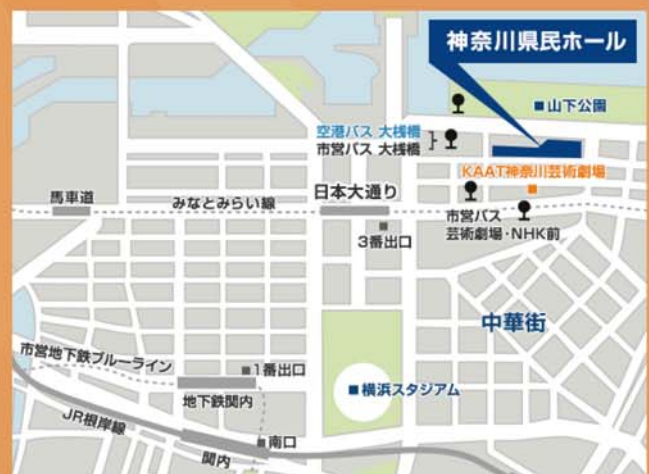 神奈川県民ホール
■山下公園
空港バス 大桟橋
市営バス 大桟橋
KAAT神奈川芸術劇場
馬車道
みなとみらい線
日本大通り
市営バス
芸術劇場・NHK前
3番出口
中華街
市営地下鉄ブルーライン
1番出口
地下鉄関内
■横浜スタジアム
JR根岸線
南口
関内